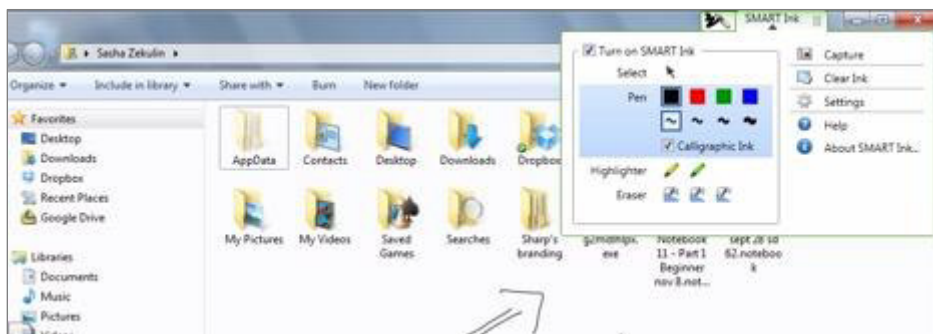 SMART Ink
Sasha Zekulin
Turn on SMART Ink
Capture
Select
Clear Ink
Organize
Include in library
Share with
Burn
New folder
Pen
Settings
Help
Favorites
Calligraphic Ink
About SMART Ink...
Desktop
Downloads
Dropbox
Recent Places
Google Drive
AppData
Contacts
Desktop
Downloads
Dropbox
Highlighter
Eraser
My Pictures
My Videos
Saved
Games
Searches
Sharp's
branding
exe
Notebook
11 - Part 1
Beginner
nov 8.not...
sept 28 sd
62.noteboo
k
Libraries
Documents
Music
Pictures
Videos